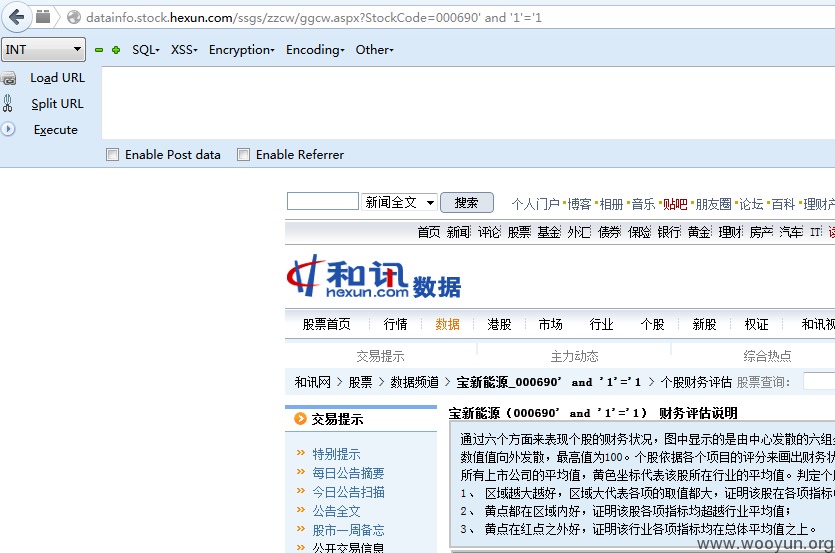 datainfo.stock.hexun.com/ssgs/zzcw/ggcw.aspx?StockCode=000690' and '1'='1
INT SQL XSS Encryption Encoding Other
Load URL
Split URL
Execute
Enable Post data Enable Referrer
新闻全文 搜索 个人门户 博客 相册 音乐 贴吧 朋友圈 论坛 百科 理财
首页 新闻 评论 股票 基金 外汇 债券 保险 银行 黄金 理财 房产 汽车 IT
和讯 hexun.com 数据
股票首页 行情 数据 港股 市场 行业 个股 新股 权证 和讯
交易提示 主力动态 综合热点
和讯网 > 股票 > 数据频道 > 宝新能源_000690' and '1'='1 > 个股财务评估 股票查询:
交易提示
特别提示
每日公告摘要
今日公告扫描
公告全文
股市一周备忘
公开交易信息
宝新能源（000690' and '1'='1） 财务评估说明
通过六个方面来表现个股的财务状况，图中显示的是由中心发散的六组
数值值向外发散，最高值为100。个股依据各个项目的评分来画出财务状
所有上市公司的平均值，黄色坐标代表该股所在行业的平均值。判定个
1、 区域越大越好，区域大代表各项的取值都大，证明该股在各项指标
2、 黄点都在区域内好，证明该股各项指标均超越行业平均值；
3、 黄点在红点之外好，证明该行业各项指标均在总体平均值之上。
www.wooyun.org